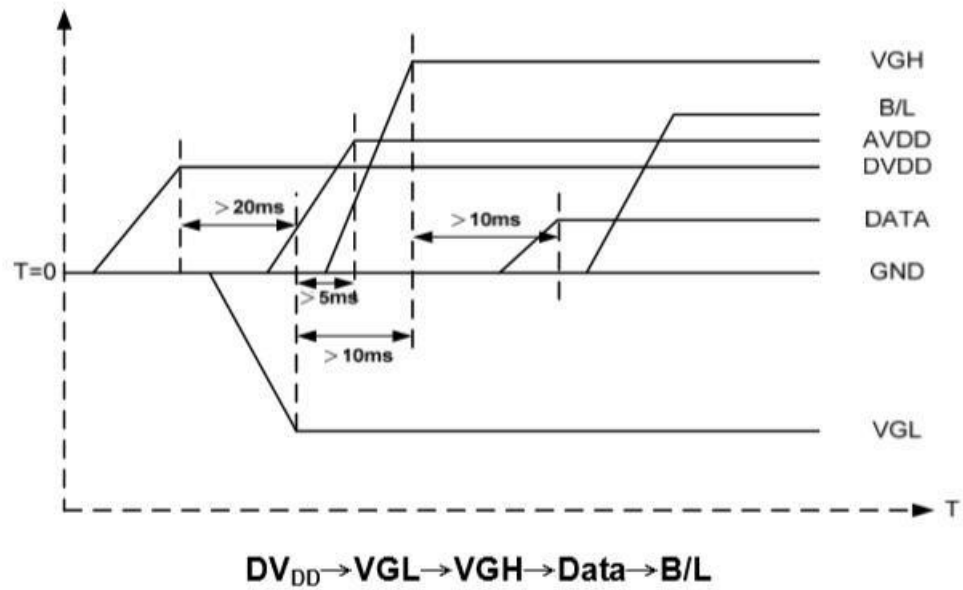 VGH
B/L
AVDD
DVDD
>20ms
>10ms
DATA
T=0
GND
>5ms
>10ms
VGL
T
DVDD→VGL→VGH→Data→B/L